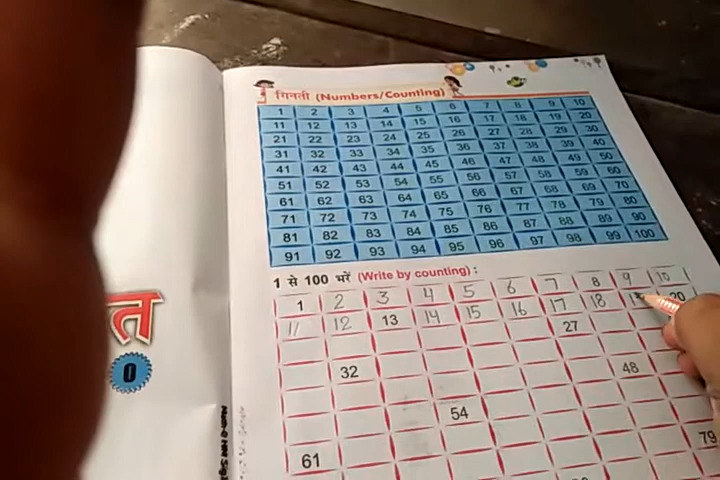 गिनती (Numbers/Counting)
1 2 3 4 5 6 7 8 9 10
11 12 13 14 15 16 17 18 19 20
21 22 23 24 25 26 27 28 29 30
31 32 33 34 35 36 37 38 39 40
41 42 43 44 45 46 47 48 49 50
51 52 53 54 55 56 57 58 59 60
61 62 63 64 65 66 67 68 69 70
71 72 73 74 75 76 77 78 79 80
81 82 83 84 85 86 87 88 89 90
91 92 93 94 95 96 97 98 99 100
1 से 100 भरें (Write by counting) :
1 2 3 4 5 6 7 8 9 10
11 12 13 14 15 16 17 18 20
27
32 48
54
61 79
0